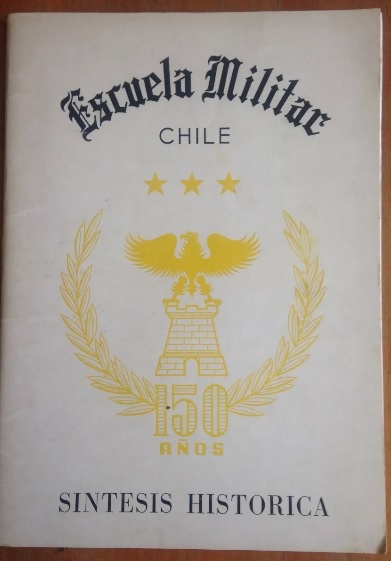 Escuela Militar
CHILE
150
AÑOS
SINTESIS HISTORICA